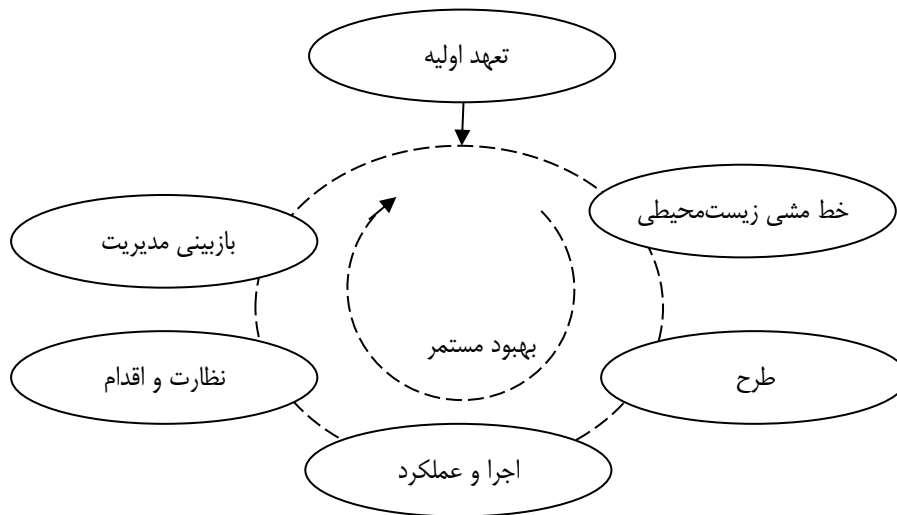 تعهد اولیه
خط مشی زیست‌محیطی
بازبینی مدیریت
بهبود مستمر
طرح
نظارت و اقدام
اجرا و عملکرد